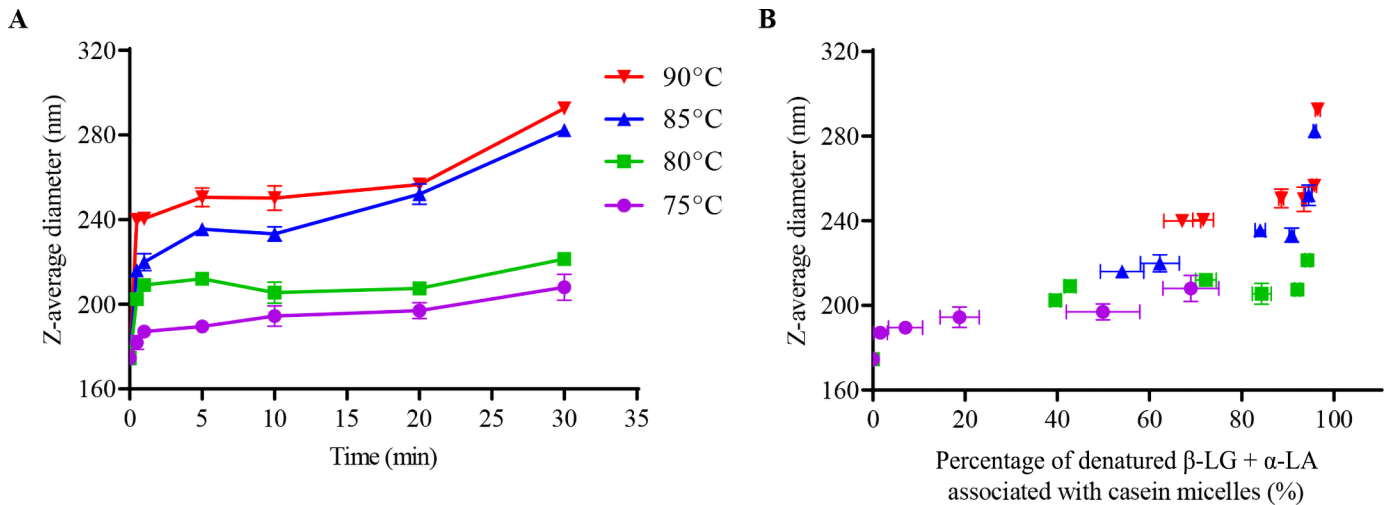 A
Z-average diameter (nm)
320
280
240
200
160
0
5
10
15
20
25
30
35
Time (min)
90°C
85°C
80°C
75°C
B
Z-average diameter (nm)
320
280
240
200
160
0
20
40
60
80
100
Percentage of denatured β-LG + α-LA
associated with casein micelles (%)